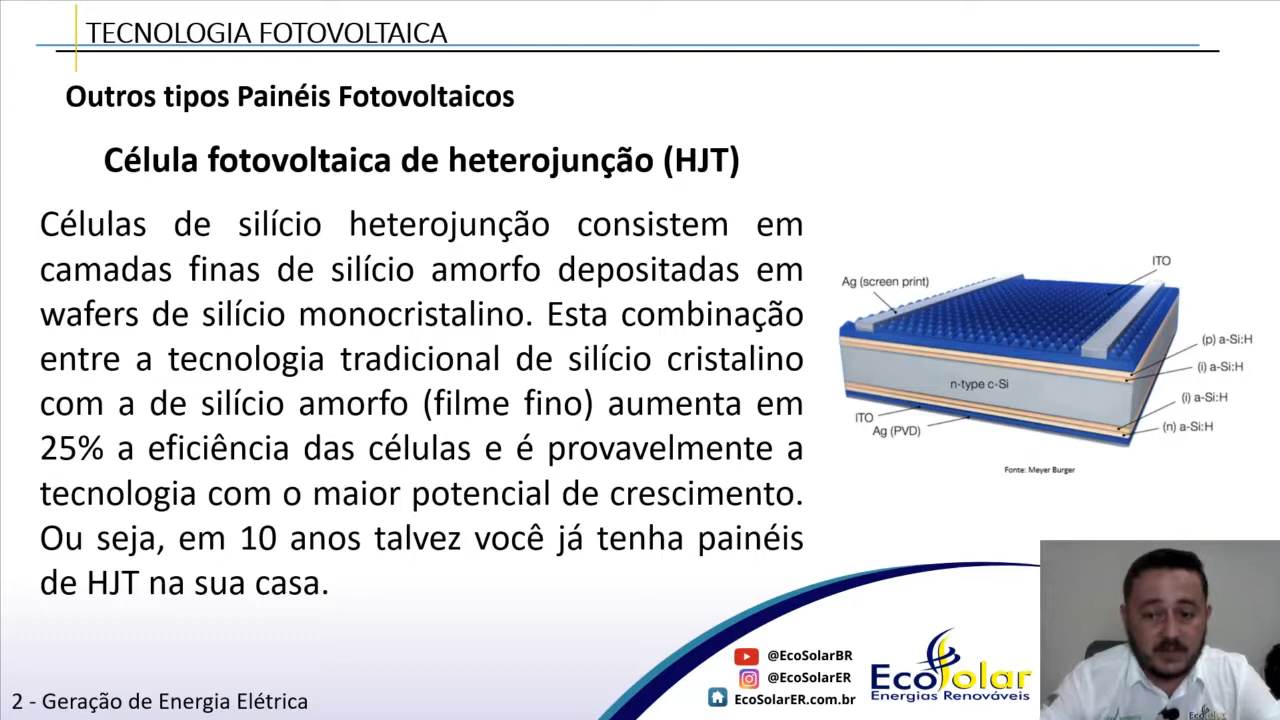 TECNOLOGIA FOTOVOLTAICA
Outros tipos Painéis Fotovoltaicos
Célula fotovoltaica de heterojunção (HJT)
Células de silício heterojunção consistem em
camadas finas de silício amorfo depositadas em
wafers de silício monocristalino. Esta combinação
entre a tecnologia tradicional de silício cristalino
com a de silício amorfo (filme fino) aumenta em
25% a eficiência das células e é provavelmente a
tecnologia com o maior potencial de crescimento.
Ou seja, em 10 anos talvez você já tenha painéis
de HJT na sua casa.
ITO
Ag (screen print)
(p) a-Si:H
(i) a-Si:H
n-type c-Si
(i) a-Si:H
ITO
(n) a-Si:H
Ag (PVD)
Fonte: Meyer Burger
@EcoSolarBR
@EcoSolarER
EcoSolarER.com.br
EcoSolar
Energias Renováveis
2 - Geração de Energia Elétrica